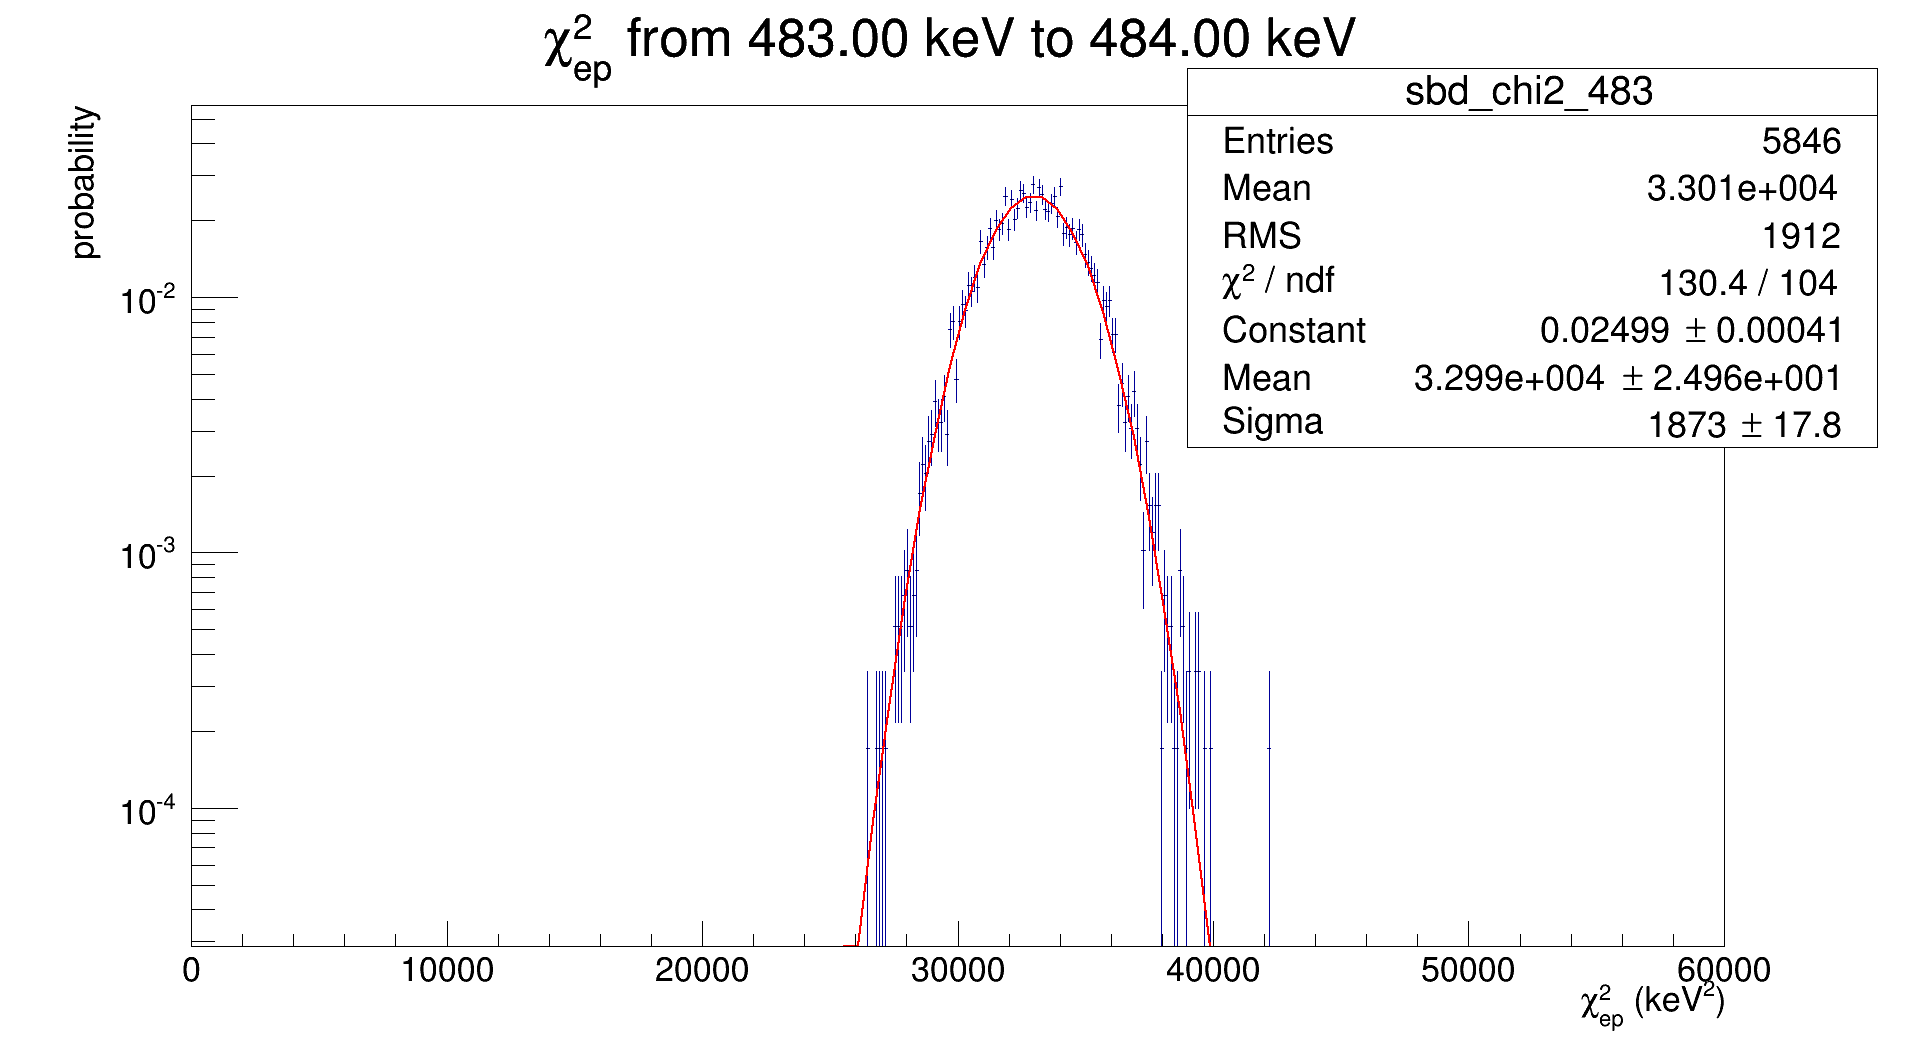 χ²ep from 483.00 keV to 484.00 keV
probability
sbd_chi2_483
Entries 5846
Mean 3.301e+004
RMS 1912
χ² / ndf 130.4 / 104
Constant 0.02499 ± 0.00041
Mean 3.299e+004 ± 2.496e+001
Sigma 1873 ± 17.8
10-2
10-3
10-4
0 10000 20000 30000 40000 50000 60000
χ²ep (keV²)